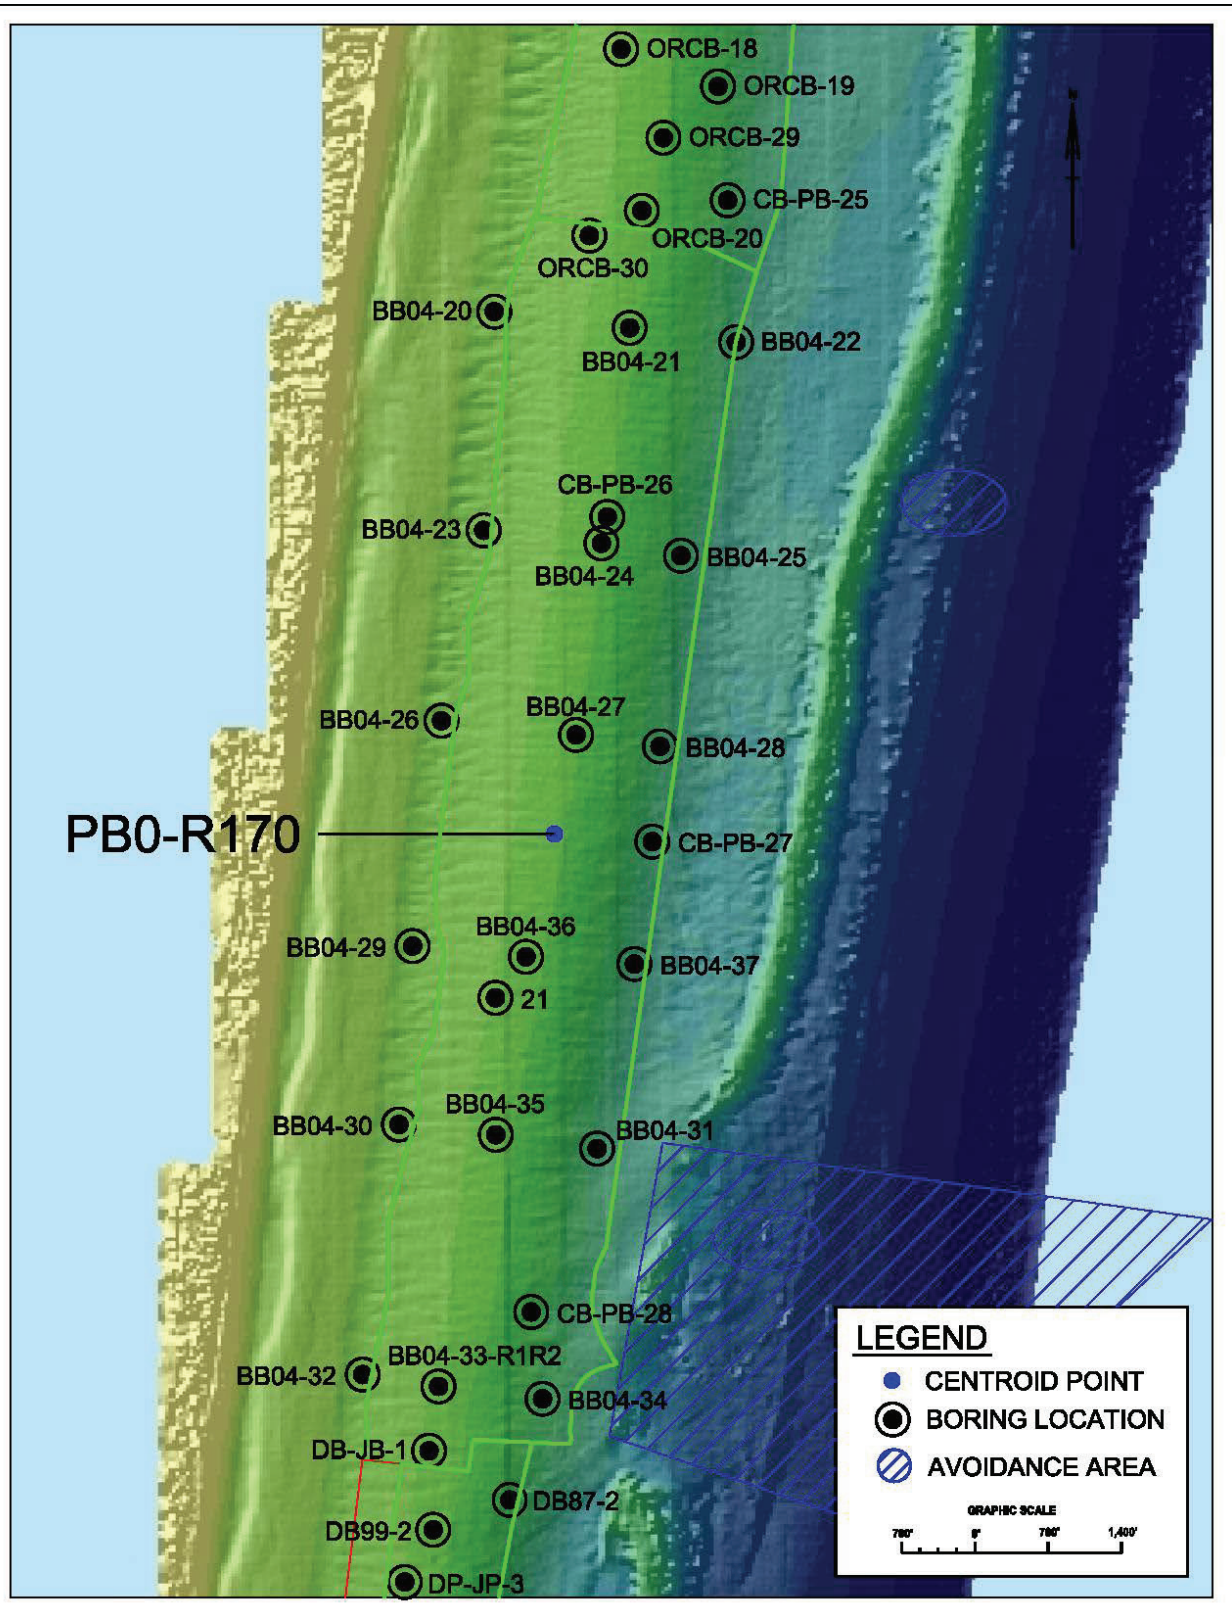 ORCB-18
ORCB-19
N
ORCB-29
CB-PB-25
ORCB-20
ORCB-30
BB04-20
BB04-21
BB04-22
CB-PB-26
BB04-23
BB04-24
BB04-25
BB04-26
BB04-27
BB04-28
PB0-R170
CB-PB-27
BB04-36
BB04-29
BB04-37
21
BB04-35
BB04-30
BB04-31
CB-PB-28
BB04-33-R1R2
BB04-32
BB04-34
DB-JB-1
DB87-2
DB99-2
DP-JP-3
LEGEND
CENTROID POINT
BORING LOCATION
AVOIDANCE AREA
GRAPHIC SCALE
700' 0' 700' 1,400'